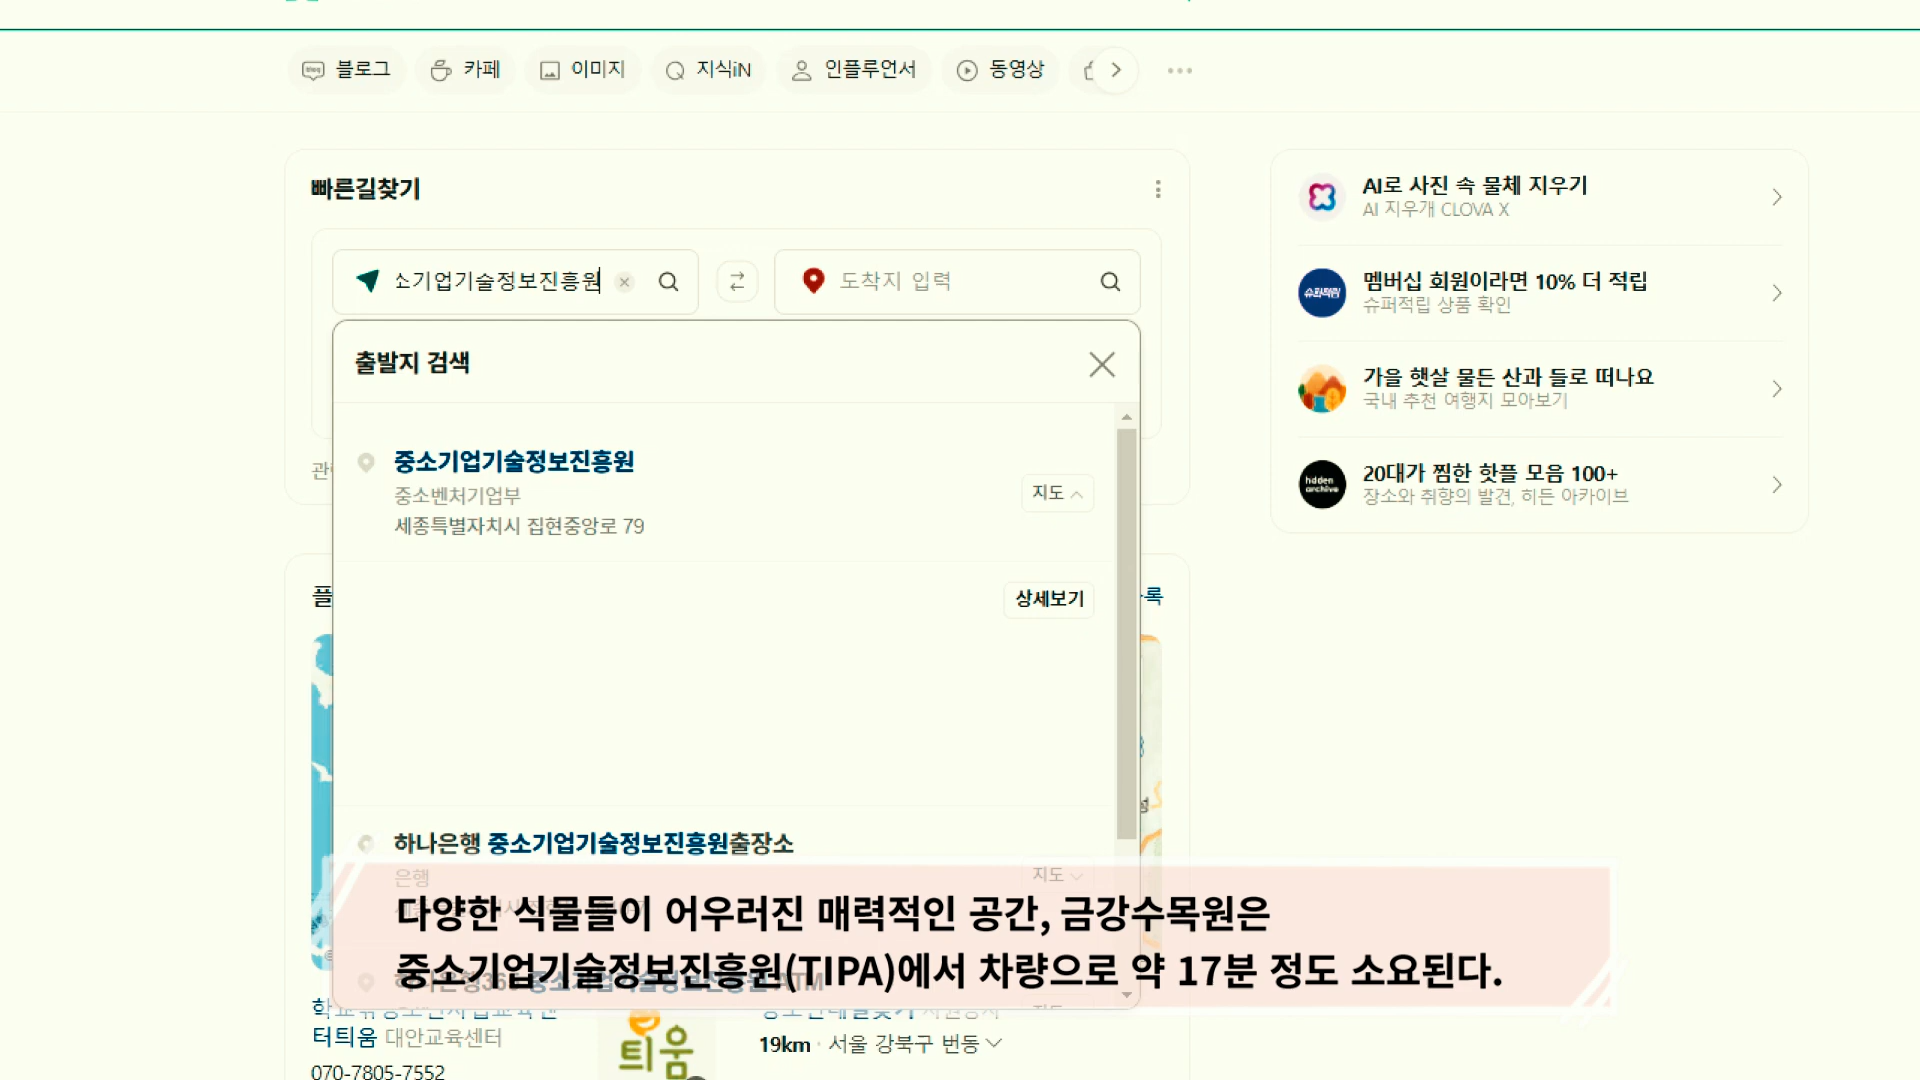 블로그
카페
이미지
지식iN
인플루언서
동영상
빠른길찾기
소기업기술정보진흥원
도착지 입력
출발지 검색
중소기업기술정보진흥원
중소벤처기업부
세종특별자치시 집현중앙로 79
지도
상세보기
하나은행 중소기업기술정보진흥원출장소
은행
지도
다양한 식물들이 어우러진 매력적인 공간, 금강수목원은
중소기업기술정보진흥원(TIPA)에서 차량으로 약 17분 정도 소요된다.
터틔움 대안교육센터
070-7805-7552
틔움
19km · 서울 강북구 번동
AI로 사진 속 물체 지우기
AI 지우개 CLOVA X
슈퍼적립
멤버십 회원이라면 10% 더 적립
슈퍼적립 상품 확인
가을 햇살 물든 산과 들로 떠나요
국내 추천 여행지 모아보기
hidden archive
20대가 찜한 핫플 모음 100+
장소와 취향의 발견, 히든 아카이브